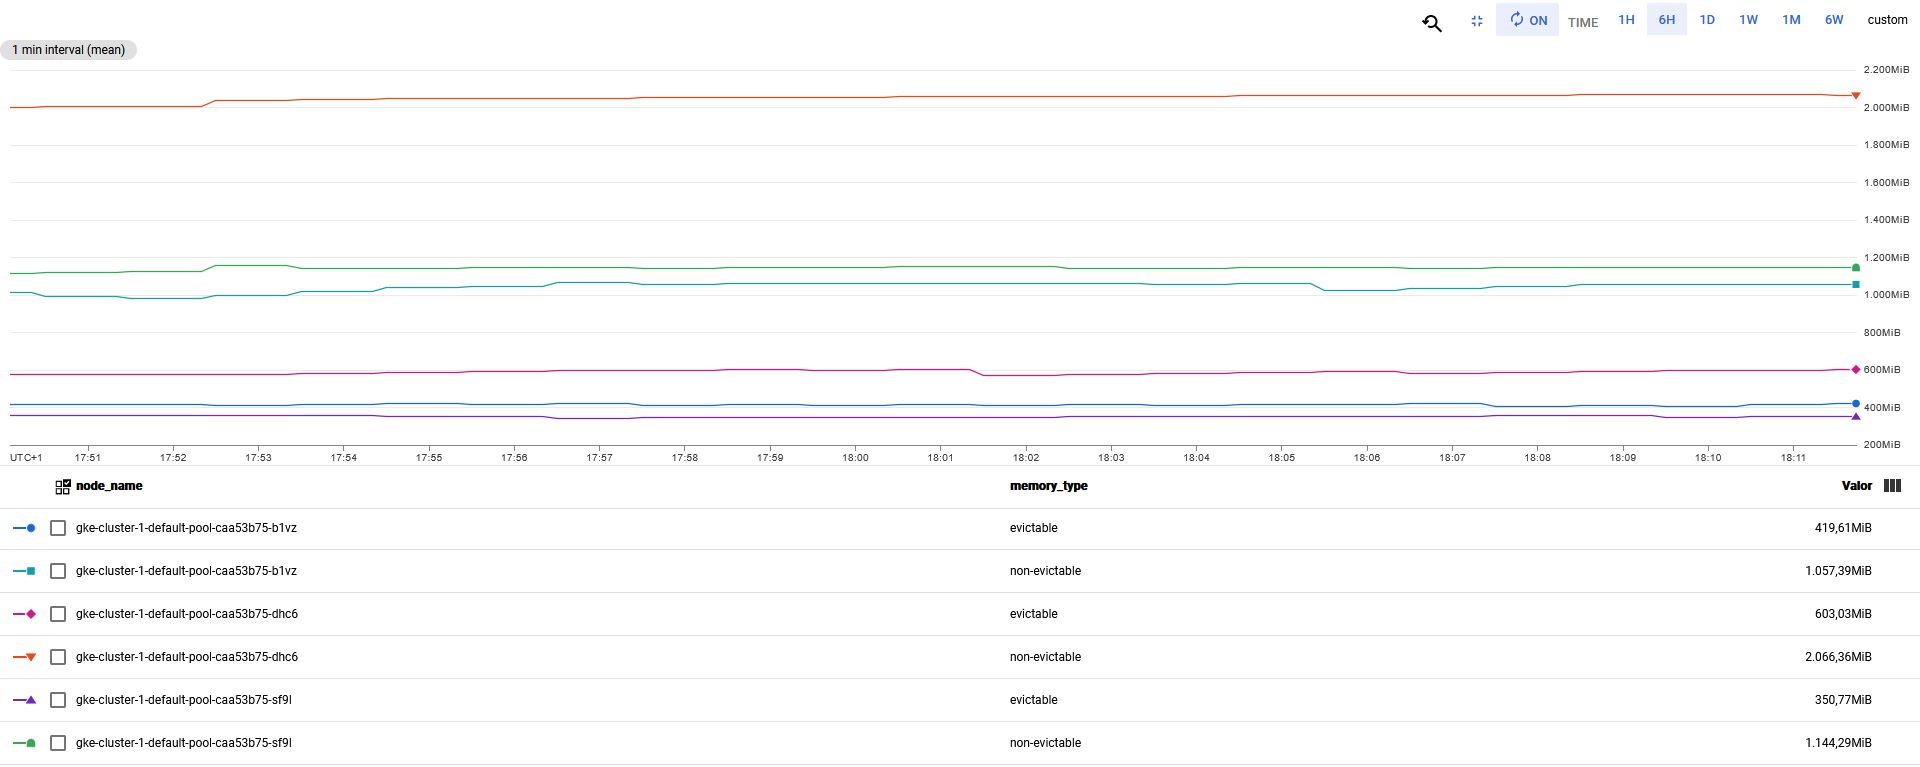 ON TIME 1H 6H 1D 1W 1M 6W custom
1 min interval (mean)
2.200MiB
2.000MiB
1.800MiB
1.600MiB
1.400MiB
1.200MiB
1.000MiB
800MiB
600MiB
400MiB
200MiB
UTC+1 17:51 17:52 17:53 17:54 17:55 17:56 17:57 17:58 17:59 18:00 18:01 18:02 18:03 18:04 18:05 18:06 18:07 18:08 18:09 18:10 18:11
node_name memory_type Valor
gke-cluster-1-default-pool-caa53b75-b1vz evictable 419,61MiB
gke-cluster-1-default-pool-caa53b75-b1vz non-evictable 1.057,39MiB
gke-cluster-1-default-pool-caa53b75-dhc6 evictable 603,03MiB
gke-cluster-1-default-pool-caa53b75-dhc6 non-evictable 2.066,36MiB
gke-cluster-1-default-pool-caa53b75-sf9l evictable 350,77MiB
gke-cluster-1-default-pool-caa53b75-sf9l non-evictable 1.144,29MiB